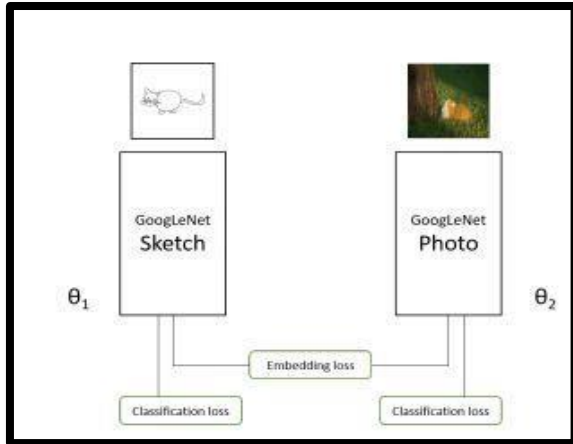 GoogLeNet
Sketch
GoogLeNet
Photo
θ1
θ2
Embedding loss
Classification loss
Classification loss